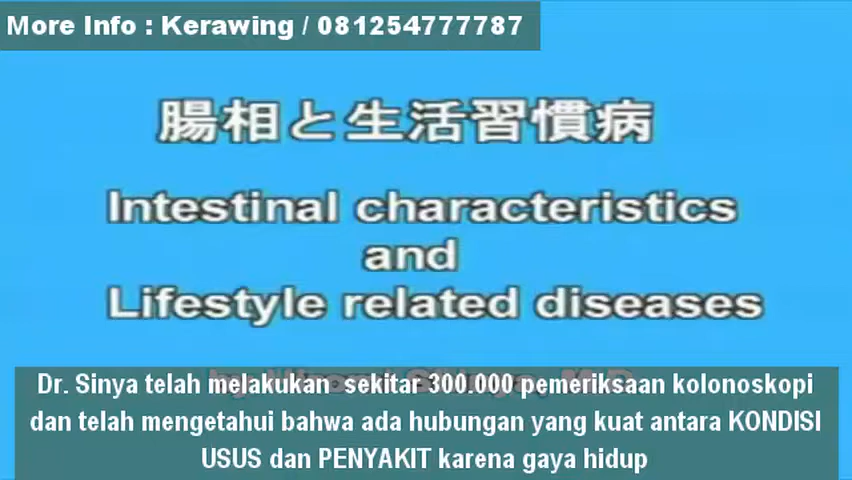 More Info : Kerawing / 081254777787
腸相と生活習慣病
Intestinal characteristics
and
Lifestyle related diseases
Dr. Sinya telah melakukan sekitar 300.000 pemeriksaan kolonoskopi
dan telah mengetahui bahwa ada hubungan yang kuat antara KONDISI
USUS dan PENYAKIT karena gaya hidup